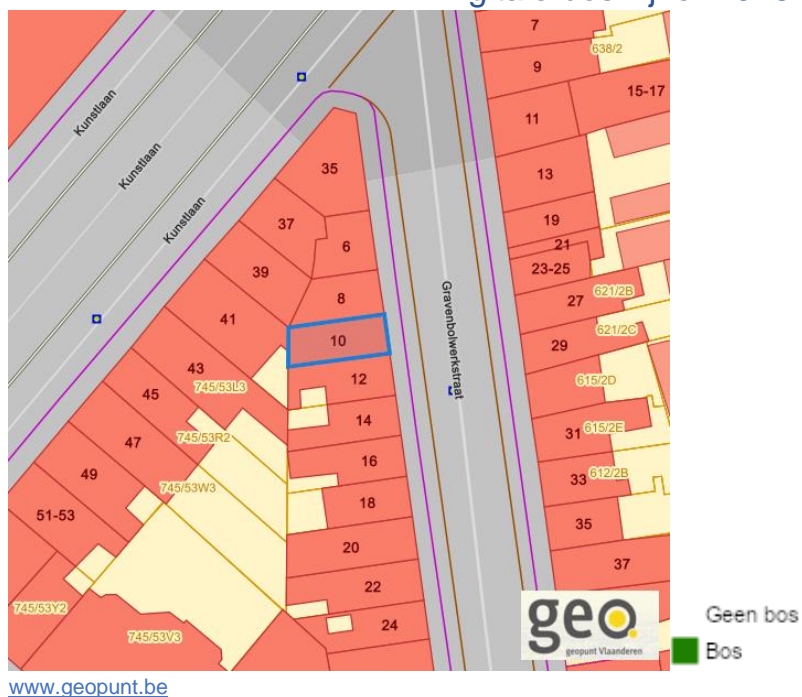 7
638/2
9
15-17
11
13
19
21
23-25
27
621/2B
29
621/2C
615/2D
31
615/2E
33
612/2B
35
37
Kunstlaan
Kunstlaan
Kunstlaan
Gravenbolwerkstraat
35
37
6
39
8
41
10
43
745/53L3
12
45
14
47
745/53R2
16
49
745/53W3
18
51-53
20
22
24
745/53Y2
745/53V3
geo
geopunt Vlaanderen
Geen bos
Bos
www.geopunt.be